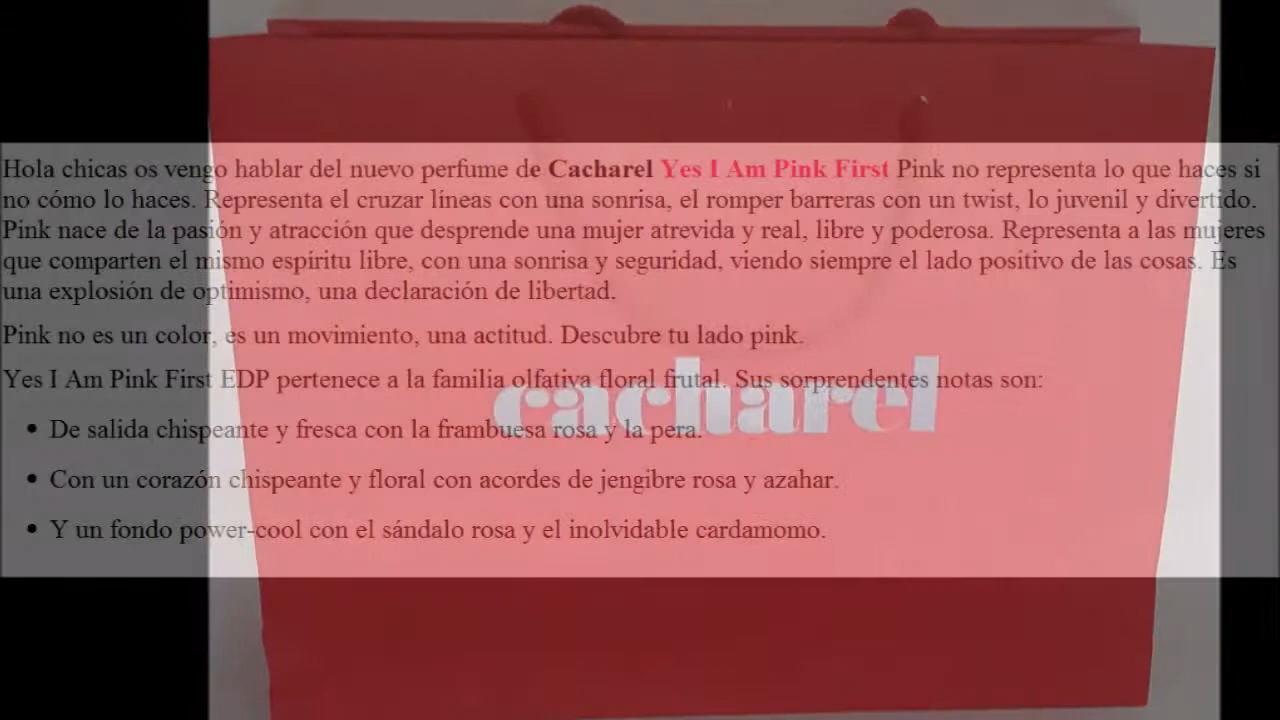 Hola chicas os vengo hablar del nuevo perfume de Cacharel Yes I Am Pink First Pink no representa lo que haces si
no cómo lo haces. Representa el cruzar líneas con una sonrisa, el romper barreras con un twist, lo juvenil y divertido.
Pink nace de la pasión y atracción que desprende una mujer atrevida y real, libre y poderosa. Representa a las mujeres
que comparten el mismo espiritu libre, con una sonrisa y seguridad, viendo siempre el lado positivo de las cosas. Es
una explosión de optimismo, una declaración de libertad.
Pink no es un color, es un movimiento, una actitud. Descubre tu lado pink.
Yes I Am Pink First EDP pertenece a la familia olfativa floral frutal. Sus sorprendentes notas son:
cacharel
• De salida chispeante y fresca con la frambuesa rosa y la pera.
• Con un corazón chispeante y floral con acordes de jengibre rosa y azahar.
• Y un fondo power-cool con el sándalo rosa y el inolvidable cardamomo.